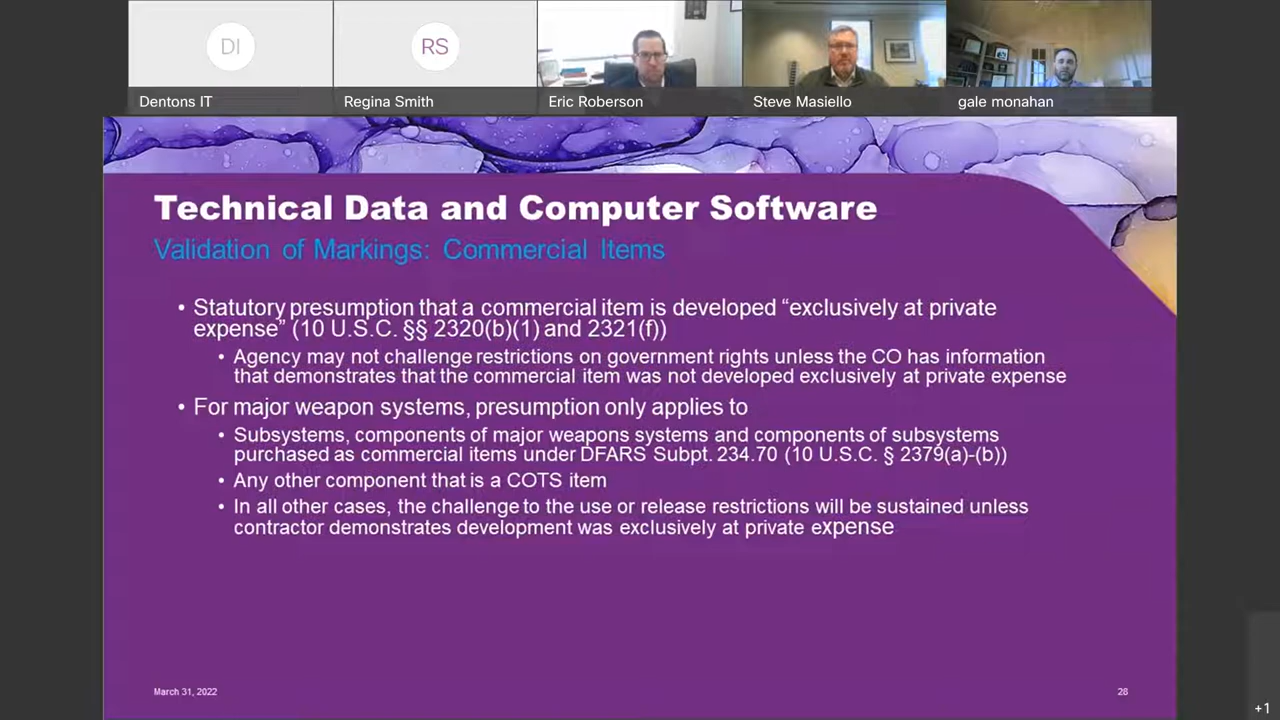 DI
RS
Dentons IT
Regina Smith
Eric Roberson
Steve Masiello
gale monahan
Technical Data and Computer Software
Validation of Markings: Commercial Items
• Statutory presumption that a commercial item is developed “exclusively at private
expense” (10 U.S.C. §§ 2320(b)(1) and 2321(f))
• Agency may not challenge restrictions on government rights unless the CO has information
that demonstrates that the commercial item was not developed exclusively at private expense
• For major weapon systems, presumption only applies to
• Subsystems, components of major weapons systems and components of subsystems
purchased as commercial items under DFARS Subpt. 234.70 (10 U.S.C. § 2379(a)-(b))
• Any other component that is a COTS item
• In all other cases, the challenge to the use or release restrictions will be sustained unless
contractor demonstrates development was exclusively at private expense
March 31, 2022
28
+1